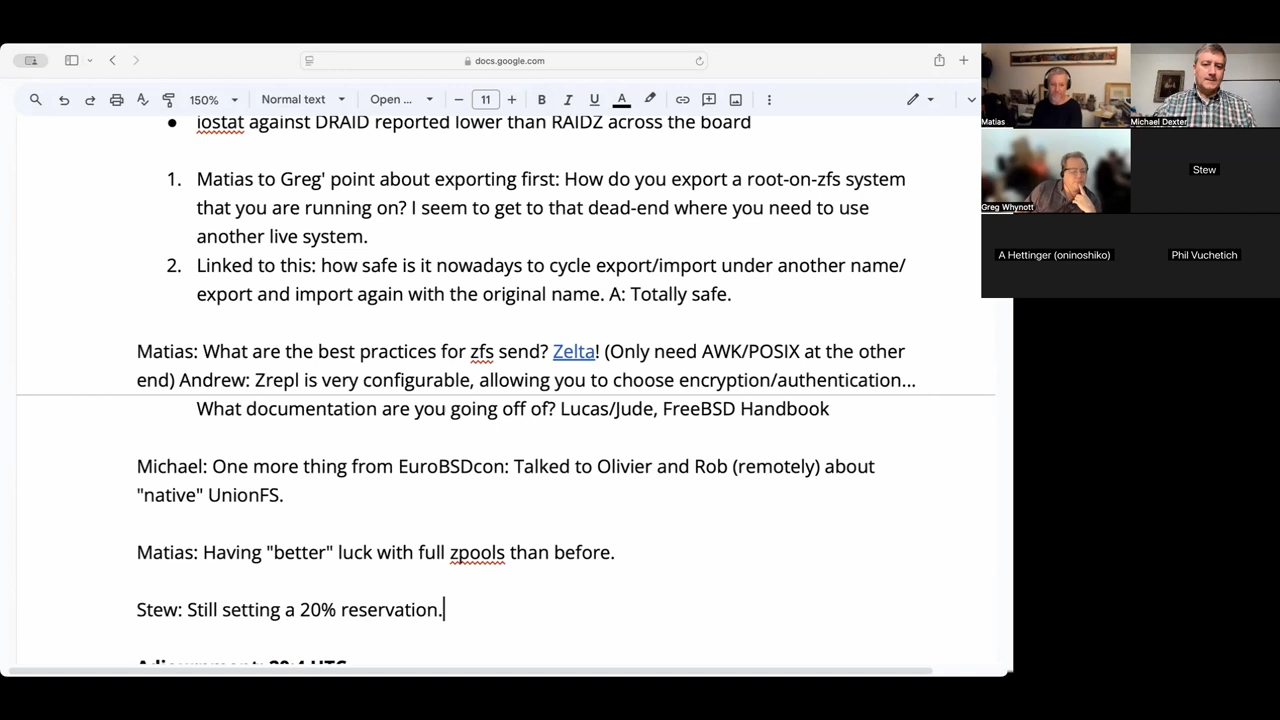 docs.google.com
150%
Normal text
Open ...
11
B
I
U
A
iostat against DRAID reported lower than RAIDZ across the board
1. Matias to Greg' point about exporting first: How do you export a root-on-zfs system
that you are running on? I seem to get to that dead-end where you need to use
another live system.
2. Linked to this: how safe is it nowadays to cycle export/import under another name/
export and import again with the original name. A: Totally safe.
Matias: What are the best practices for zfs send? Zelta! (Only need AWK/POSIX at the other
end) Andrew: Zrepl is very configurable, allowing you to choose encryption/authentication...
What documentation are you going off of? Lucas/Jude, FreeBSD Handbook
Michael: One more thing from EuroBSDcon: Talked to Olivier and Rob (remotely) about
"native" UnionFS.
Matias: Having "better" luck with full zpools than before.
Stew: Still setting a 20% reservation.
Matias
Michael Dexter
Greg Whynott
Stew
A Hettinger (oninoshiko)
Phil Vuchetich